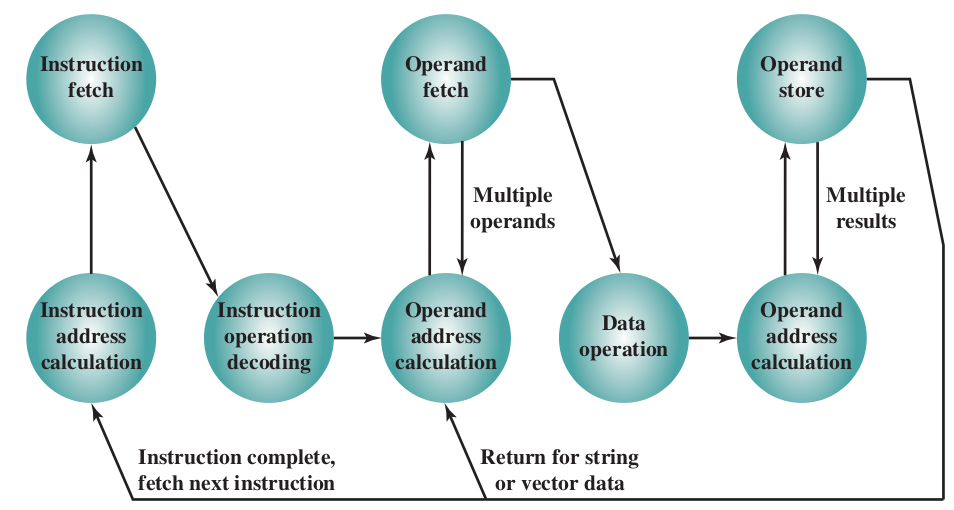 Instruction
fetch
Operand
fetch
Operand
store
Multiple
operands
Multiple
results
Instruction
address
calculation
Instruction
operation
decoding
Operand
address
calculation
Data
operation
Operand
address
calculation
Instruction complete,
fetch next instruction
Return for string
or vector data